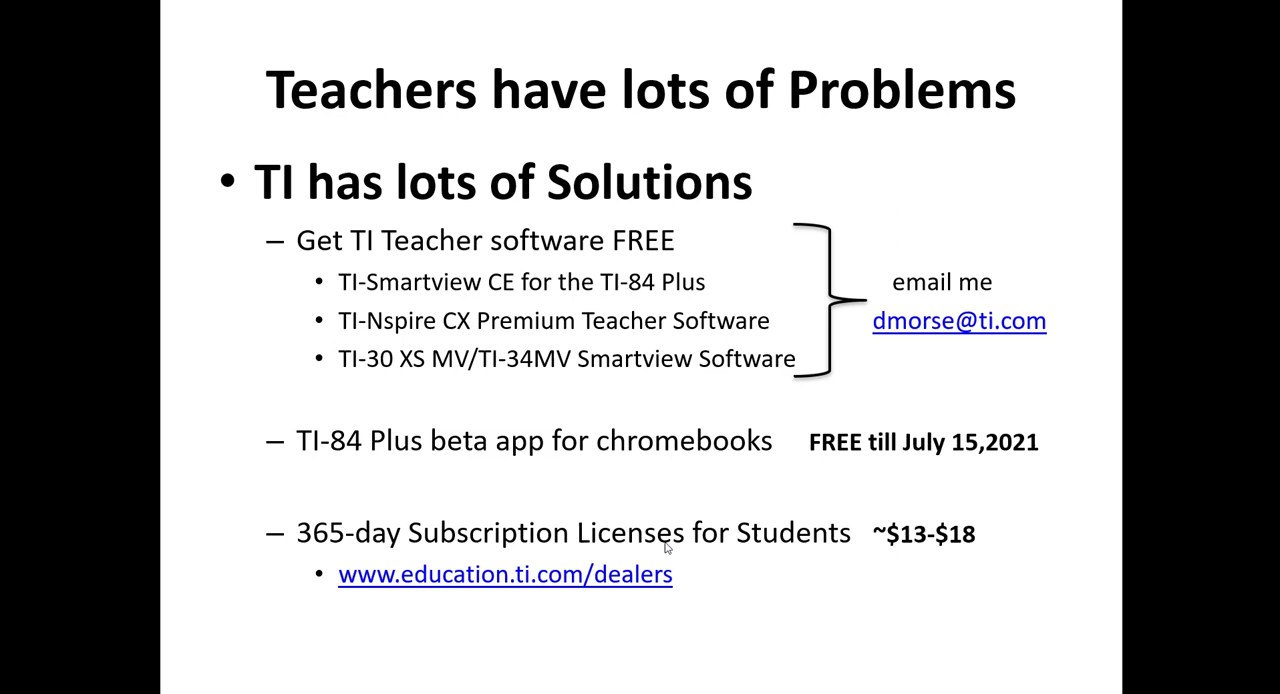 Teachers have lots of Problems
• TI has lots of Solutions
– Get TI Teacher software FREE
• TI-Smartview CE for the TI-84 Plus
• TI-Nspire CX Premium Teacher Software
• TI-30 XS MV/TI-34MV Smartview Software
email me
dmorse@ti.com
– TI-84 Plus beta app for chromebooks FREE till July 15,2021
– 365-day Subscription Licenses for Students ~$13-$18
• www.education.ti.com/dealers